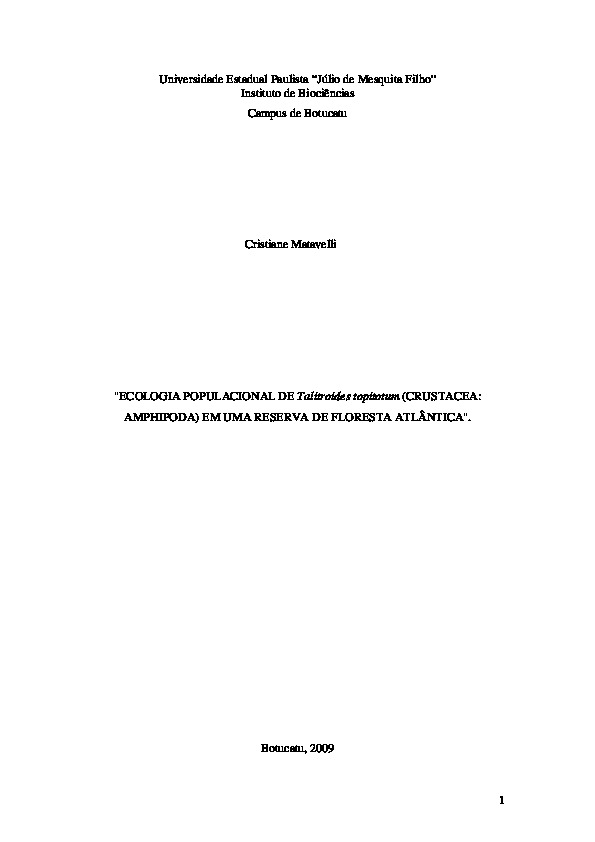 Universidade Estadual Paulista "Júlio de Mesquita Filho"
Instituto de Biociências
Campus de Botucatu
Cristiane Matavelli
"ECOLOGIA POPULACIONAL DE Talitroides topitotum (CRUSTACEA:
AMPHIPODA) EM UMA RESERVA DE FLORESTA ATLÂNTICA".
Botucatu, 2009
1